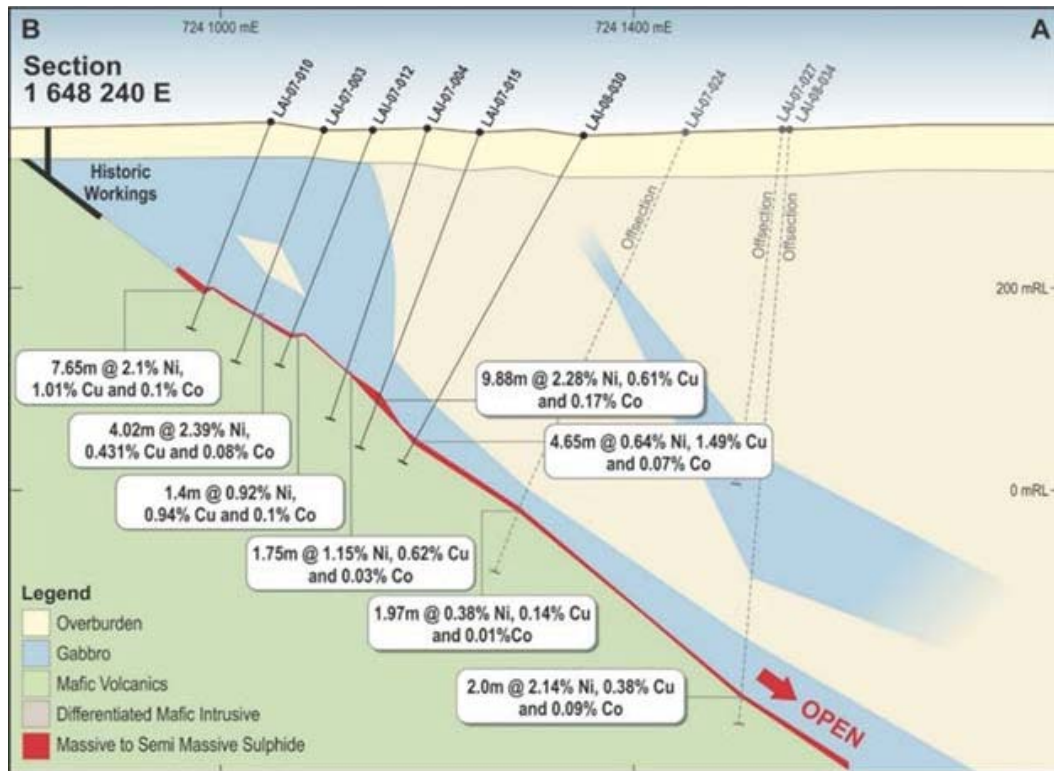 B
724 1000 mE
724 1400 mE
A
Section
1 648 240 E
LAI-07-010
LAI-07-003
LAI-07-012
LAI-07-004
LAI-07-015
LAI-08-030
LAI-07-024
LAI-07-027
LAI-08-034
Historic
Workings
Offsection
Offsection
Offsection
200 mRL
7.65m @ 2.1% Ni,
1.01% Cu and 0.1% Co
9.88m @ 2.28% Ni, 0.61% Cu
and 0.17% Co
4.02m @ 2.39% Ni,
0.431% Cu and 0.08% Co
4.65m @ 0.64% Ni, 1.49% Cu
and 0.07% Co
1.4m @ 0.92% Ni,
0.94% Cu and 0.1% Co
0 mRL
1.75m @ 1.15% Ni, 0.62% Cu
and 0.03% Co
1.97m @ 0.38% Ni, 0.14% Cu
and 0.01%Co
2.0m @ 2.14% Ni, 0.38% Cu
and 0.09% Co
OPEN
Legend
Overburden
Gabbro
Mafic Volcanics
Differentiated Mafic Intrusive
Massive to Semi Massive Sulphide